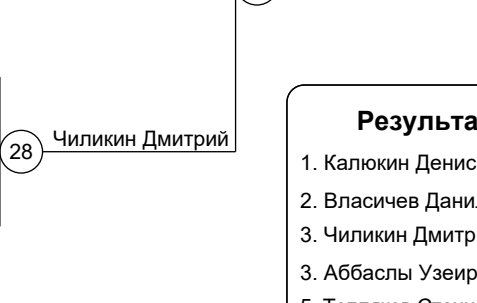 28
Чиликин Дмитрий
Результа
1. Калюкин Денис
2. Власичев Дани
3. Чиликин Дмитр
3. Аббаслы Узеир